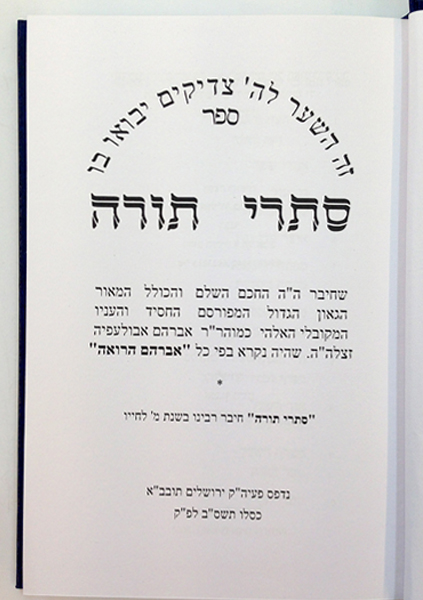 זה השער לה' צדיקים יבואו בו
ספר
סתרי תורה
שחיבר ה"ה החכם השלם והכולל המאור
הגאון הגדול המפורסם החסיד והעניו
המקובלי האלהי כמוהר"ר אברהם אבולעפיה
זצלה"ה. שהיה נקרא בפי כל "אברהם הרואה"
*
"סתרי תורה" חיבר רבינו בשנת מ' לחייו
נדפס פעיה"ק ירושלים תובב"א
כסלו תשס"ב לפ"ק